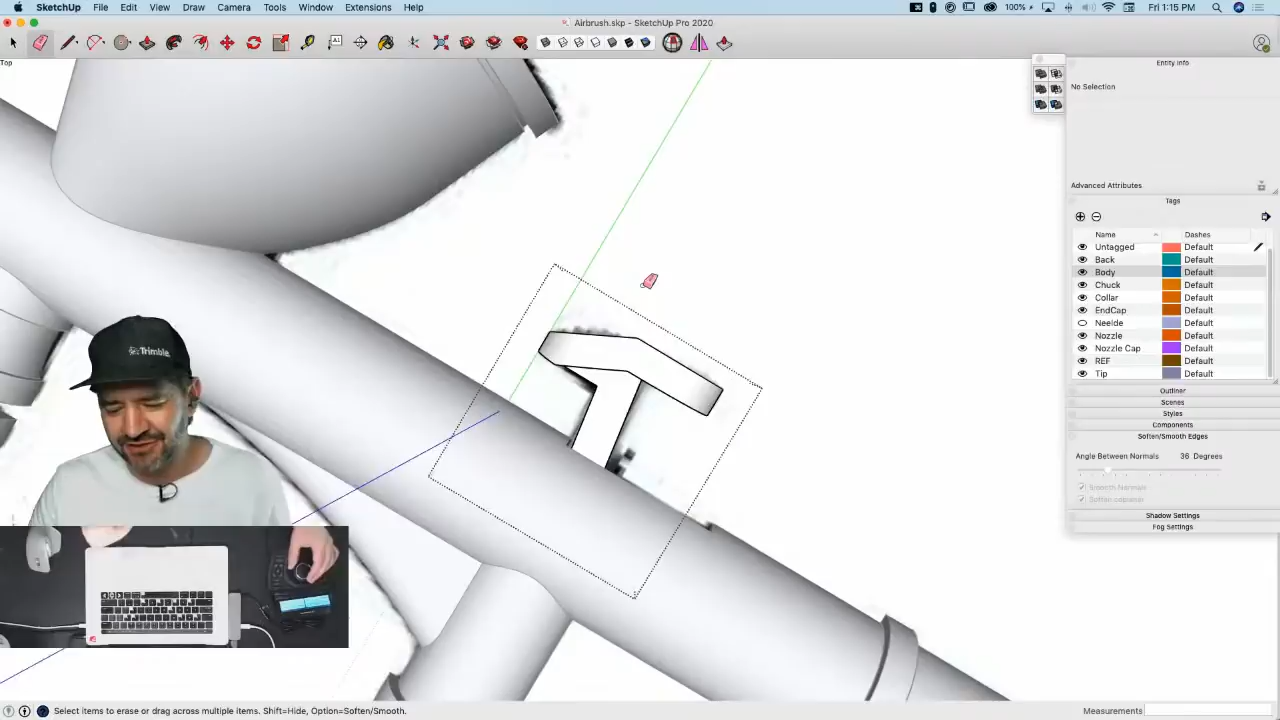 SketchUp File Edit View Draw Camera Tools Window Extensions Help
100% Fri 1:15 PM
Airbrush.skp - SketchUp Pro 2020
A1
Top
Entity Info
No Selection
Advanced Attributes
Tags
Name Dashes
Untagged Default
Back Default
Body Default
Chuck Default
Collar Default
EndCap Default
Neelde Default
Nozzle Default
Nozzle Cap Default
REF Default
Tip Default
Outliner
Scenes
Styles
Components
Soften/Smooth Edges
Angle Between Normals 36 Degrees
Smooth Normals
Soften coplanar
Shadow Settings
Fog Settings
Trimble.
Select items to erase or drag across multiple items. Shift=Hide, Option=Soften/Smooth.
Measurements